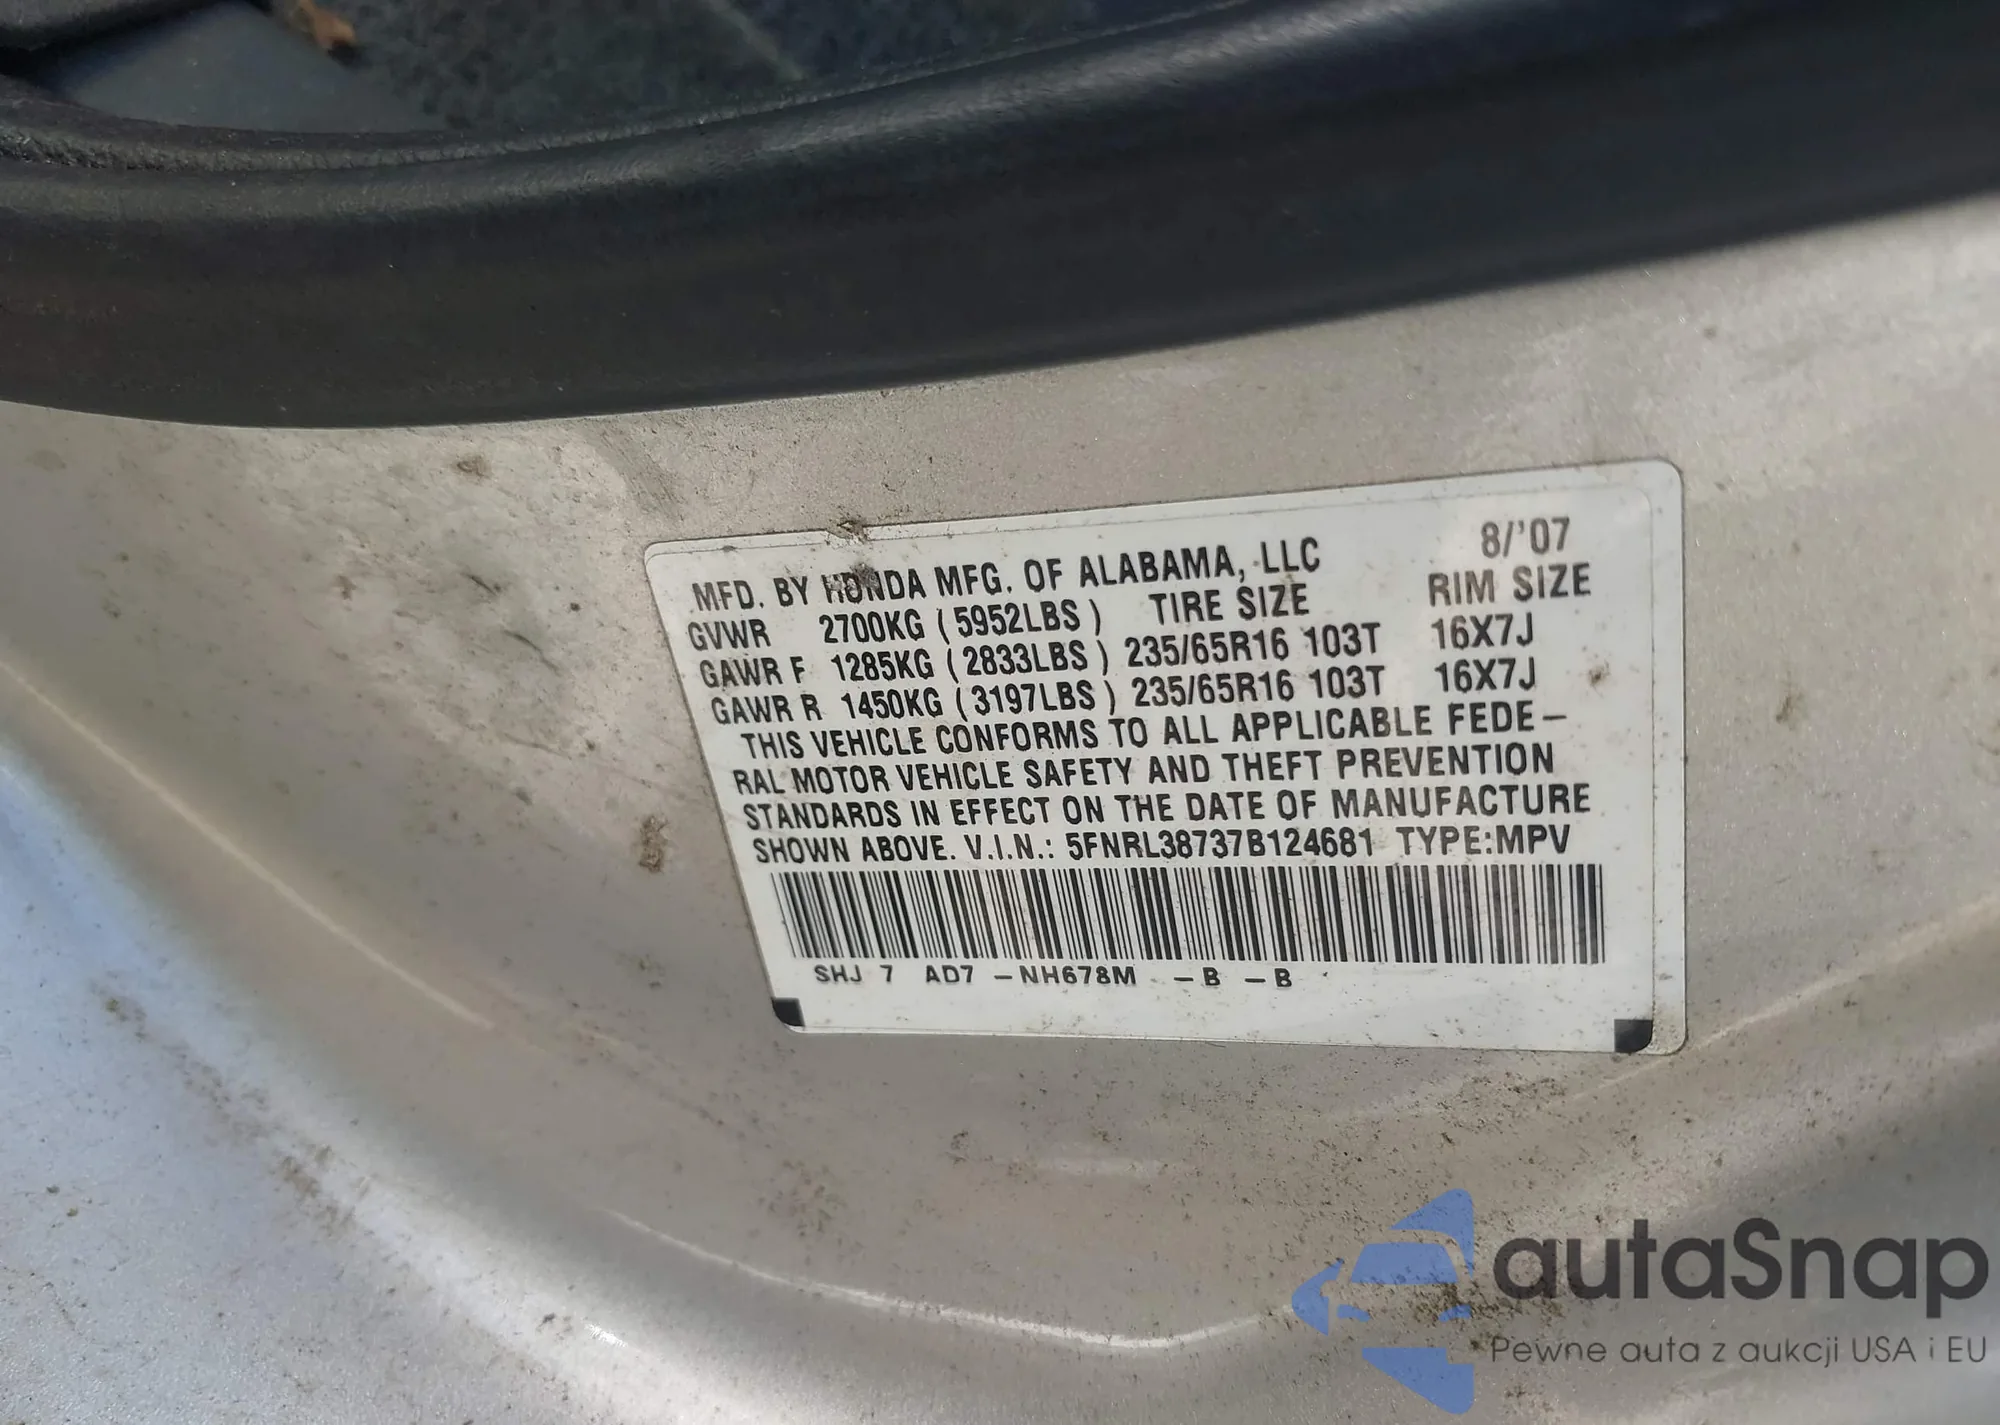 MFD. BY HONDA MFG. OF ALABAMA, LLC 8/'07
GVWR 2700KG ( 5952LBS ) TIRE SIZE RIM SIZE
GAWR F 1285KG ( 2833LBS ) 235/65R16 103T 16X7J
GAWR R 1450KG ( 3197LBS ) 235/65R16 103T 16X7J
THIS VEHICLE CONFORMS TO ALL APPLICABLE FEDE-
RAL MOTOR VEHICLE SAFETY AND THEFT PREVENTION
STANDARDS IN EFFECT ON THE DATE OF MANUFACTURE
SHOWN ABOVE. V.I.N.: 5FNRL38737B124681 TYPE:MPV
SHJ 7 AD7 -NH678M -B -B
autaSnap
Pewne auta z aukcji USA i EU